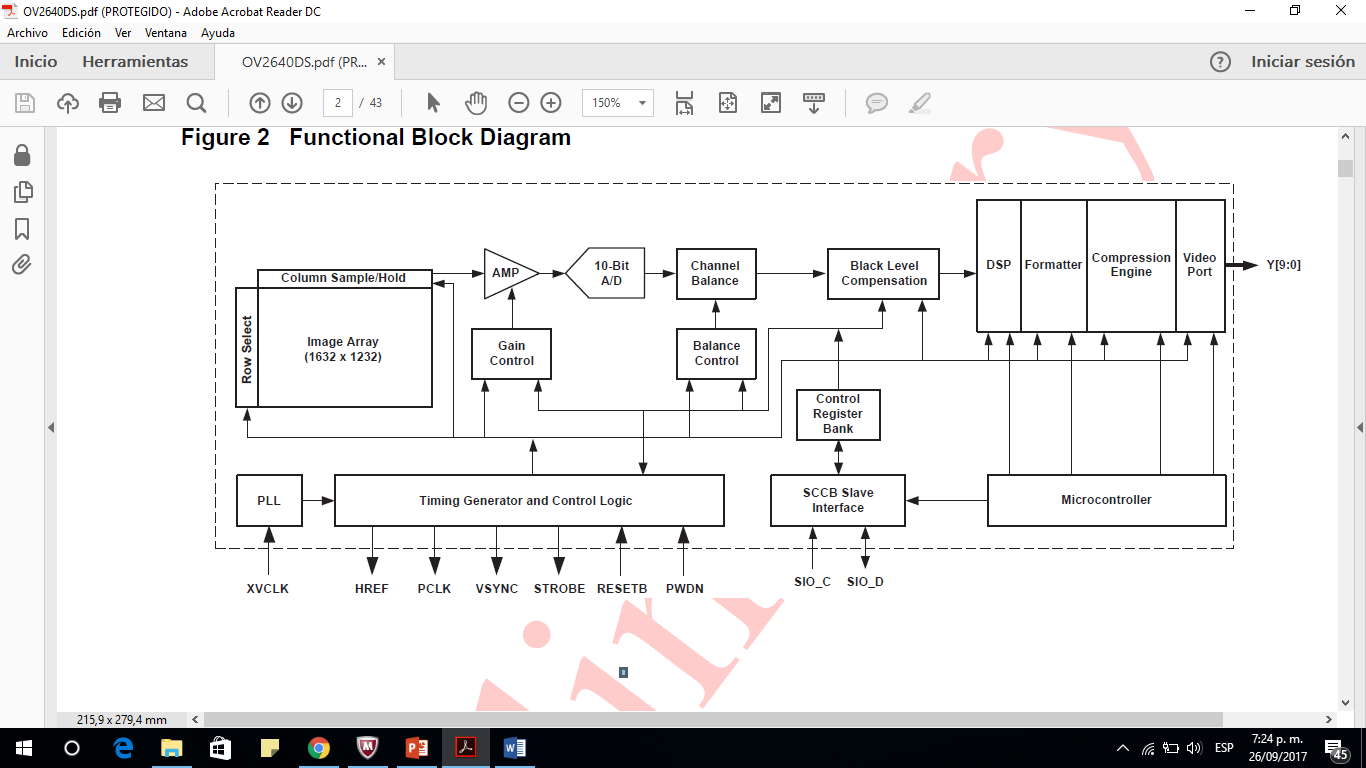 OV2640DS.pdf (PROTEGIDO) - Adobe Acrobat Reader DC
Archivo Edición Ver Ventana Ayuda
Inicio Herramientas OV2640DS.pdf (PR... × ? Iniciar sesión
2 / 43 150%
Figure 2 Functional Block Diagram
Column Sample/Hold
Row Select
Image Array
(1632 x 1232)
AMP
10-Bit
A/D
Channel
Balance
Black Level
Compensation
DSP
Formatter
Compression
Engine
Video
Port
Y[9:0]
Gain
Control
Balance
Control
Control
Register
Bank
PLL
Timing Generator and Control Logic
SCCB Slave
Interface
Microcontroller
XVCLK HREF PCLK VSYNC STROBE RESETB PWDN SIO_C SIO_D
215,9 x 279,4 mm
ESP
7:24 p. m.
26/09/2017
45